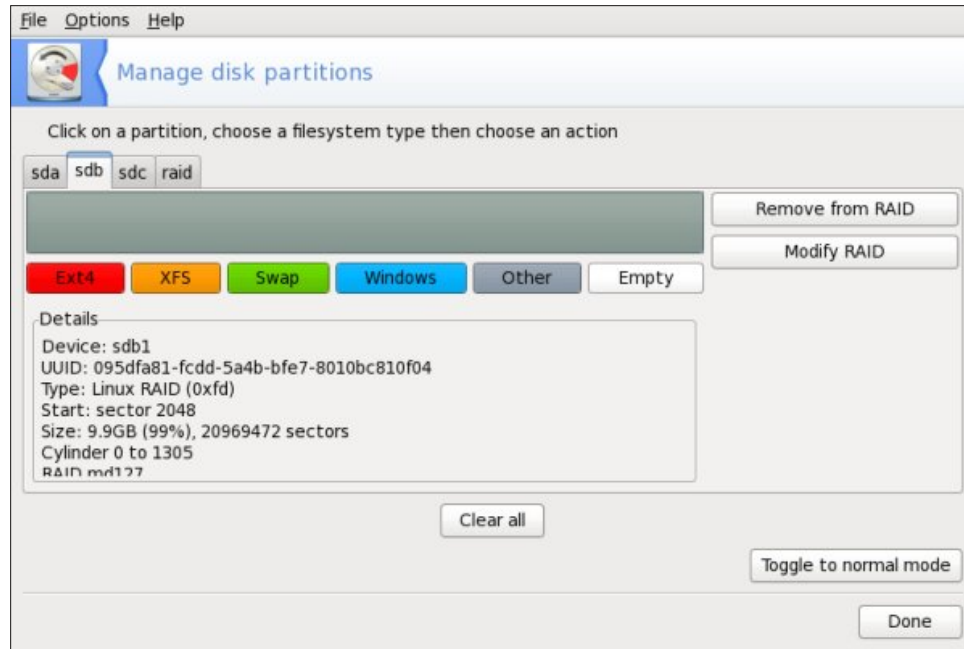 File Options Help
Manage disk partitions
Click on a partition, choose a filesystem type then choose an action
sda sdb sdc raid
Remove from RAID
Modify RAID
Ext4 XFS Swap Windows Other Empty
Details
Device: sdb1
UUID: 095dfa81-fcdd-5a4b-bfe7-8010bc810f04
Type: Linux RAID (0xfd)
Start: sector 2048
Size: 9.9GB (99%), 20969472 sectors
Cylinder 0 to 1305
RAID md127
Clear all
Toggle to normal mode
Done